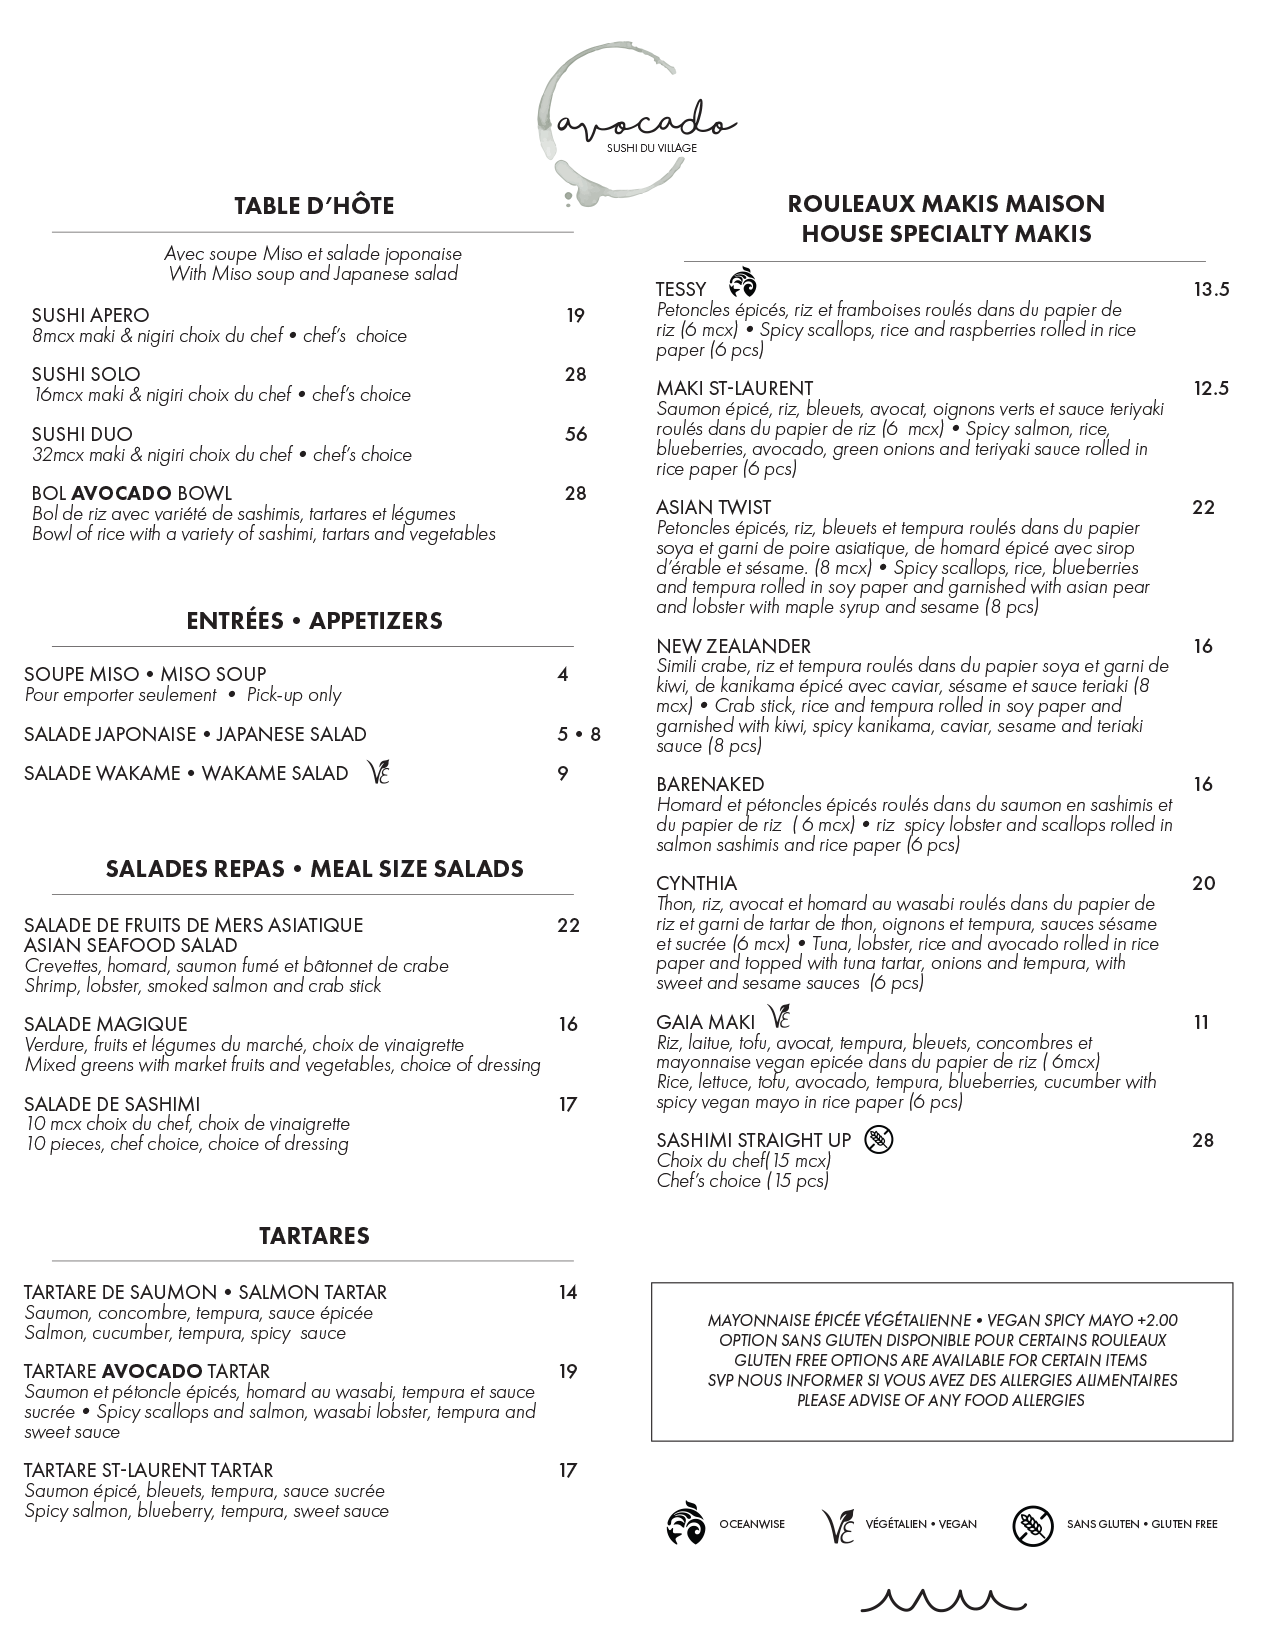 avocado
SUSHI DU VILLAGE
TABLE D’HÔTE
Avec soupe Miso et salade joponaise
With Miso soup and Japanese salad
SUSHI APERO 19
8mcx maki & nigiri choix du chef • chef’s choice
SUSHI SOLO 28
16mcx maki & nigiri choix du chef • chef’s choice
SUSHI DUO 56
32mcx maki & nigiri choix du chef • chef’s choice
BOL AVOCADO BOWL 28
Bol de riz avec variété de sashimis, tartares et légumes
Bowl of rice with a variety of sashimi, tartars and vegetables
ENTRÉES • APPETIZERS
SOUPE MISO • MISO SOUP 4
Pour emporter seulement • Pick-up only
SALADE JAPONAISE • JAPANESE SALAD 5 • 8
SALADE WAKAME • WAKAME SALAD 9
SALADES REPAS • MEAL SIZE SALADS
SALADE DE FRUITS DE MERS ASIATIQUE 22
ASIAN SEAFOOD SALAD
Crevettes, homard, saumon fumé et bâtonnet de crabe
Shrimp, lobster, smoked salmon and crab stick
SALADE MAGIQUE 16
Verdure, fruits et légumes du marché, choix de vinaigrette
Mixed greens with market fruits and vegetables, choice of dressing
SALADE DE SASHIMI 17
10 mcx choix du chef, choix de vinaigrette
10 pieces, chef choice, choice of dressing
TARTARES
TARTARE DE SAUMON • SALMON TARTAR 14
Saumon, concombre, tempura, sauce épicée
Salmon, cucumber, tempura, spicy sauce
TARTARE AVOCADO TARTAR 19
Saumon et pétoncle épicés, homard au wasabi, tempura et sauce
sucrée • Spicy scallops and salmon, wasabi lobster, tempura and
sweet sauce
TARTARE ST-LAURENT TARTAR 17
Saumon épicé, bleuets, tempura, sauce sucrée
Spicy salmon, blueberry, tempura, sweet sauce
ROULEAUX MAKIS MAISON
HOUSE SPECIALTY MAKIS
TESSY 13.5
Petoncles épicés, riz et framboises roulés dans du papier de
riz (6 mcx) • Spicy scallops, rice and raspberries rolled in rice
paper (6 pcs)
MAKI ST-LAURENT 12.5
Saumon épicé, riz, bleuets, avocat, oignons verts et sauce teriyaki
roulés dans du papier de riz (6 mcx) • Spicy salmon, rice,
blueberries, avocado, green onions and teriyaki sauce rolled in
rice paper (6 pcs)
ASIAN TWIST 22
Petoncles épicés, riz, bleuets et tempura roulés dans du papier
soya et garni de poire asiatique, de homard épicé avec sirop
d’érable et sésame. (8 mcx) • Spicy scallops, rice, blueberries
and tempura rolled in soy paper and garnished with asian pear
and lobster with maple syrup and sesame (8 pcs)
NEW ZEALANDER 16
Simili crabe, riz et tempura roulés dans du papier soya et garni de
kiwi, de kanikama épicé avec caviar, sésame et sauce teriaki (8
mcx) • Crab stick, rice and tempura rolled in soy paper and
garnished with kiwi, spicy kanikama, caviar, sesame and teriaki
sauce (8 pcs)
BARENAKED 16
Homard et pétoncles épicés roulés dans du saumon en sashimis et
du papier de riz ( 6 mcx) • riz spicy lobster and scallops rolled in
salmon sashimis and rice paper (6 pcs)
CYNTHIA 20
Thon, riz, avocat et homard au wasabi roulés dans du papier de
riz et garni de tartar de thon, oignons et tempura, sauces sésame
et sucrée (6 mcx) • Tuna, lobster, rice and avocado rolled in rice
paper and topped with tuna tartar, onions and tempura, with
sweet and sesame sauces (6 pcs)
GAIA MAKI 11
Riz, laitue, tofu, avocat, tempura, bleuets, concombres et
mayonnaise vegan epicée dans du papier de riz ( 6mcx)
Rice, lettuce, tofu, avocado, tempura, blueberries, cucumber with
spicy vegan mayo in rice paper (6 pcs)
SASHIMI STRAIGHT UP 28
Choix du chef(15 mcx)
Chef’s choice (15 pcs)
MAYONNAISE ÉPICÉE VÉGÉTALIENNE • VEGAN SPICY MAYO +2.00
OPTION SANS GLUTEN DISPONIBLE POUR CERTAINS ROULEAUX
GLUTEN FREE OPTIONS ARE AVAILABLE FOR CERTAIN ITEMS
SVP NOUS INFORMER SI VOUS AVEZ DES ALLERGIES ALIMENTAIRES
PLEASE ADVISE OF ANY FOOD ALLERGIES
OCEANWISE
VÉGÉTALIEN • VEGAN
SANS GLUTEN • GLUTEN FREE